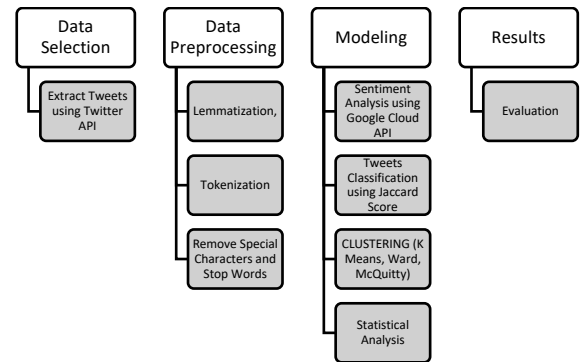 Data
Selection
Extract Tweets
using Twitter
API
Data
Preprocessing
Lemmatization,
Tokenization
Remove Special
Characters and
Stop Words
Modeling
Sentiment
Analysis using
Google Cloud
API
Tweets
Classification
using Jaccard
Score
CLUSTERING (K
Means, Ward,
McQuitty)
Statistical
Analysis
Results
Evaluation